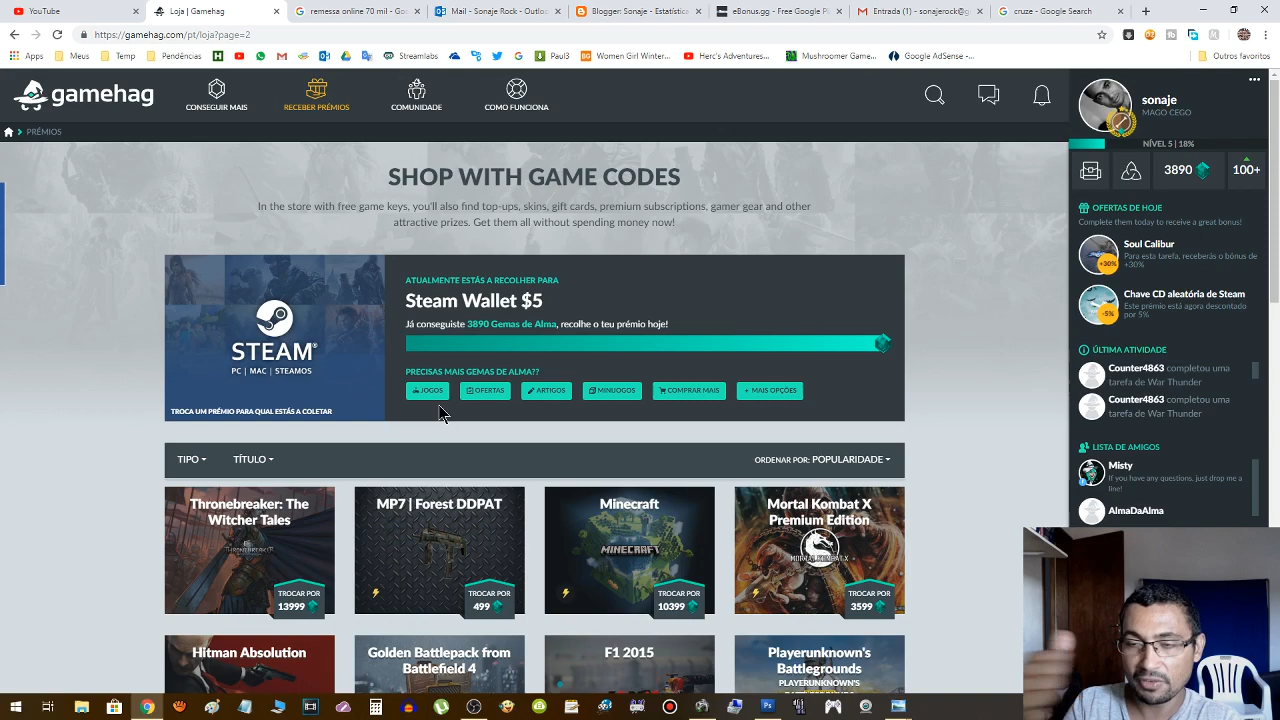 YouTube
Loja | Gamehag
remessa online 70 mil - Go
Mail - Sonaje Rock - Outloo
Blogger: Sonaje - Estatístic
eBonus.gg - Free Google Pl
Entrada (1) - sonajerock@g
cruze - Google Search
https://gamehag.com/pt/loja?page=2
Apps
Meus
Temp
Pendências
Streamlabs
Paul3
Women Girl Winter...
Her's Adventures...
Mushroomer Game...
Google AdSense -...
Outros favoritos
gamehag
CONSEGUIR MAIS
RECEBER PRÉMIOS
COMUNIDADE
COMO FUNCIONA
sonaje
MAGO CEGO
PRÉMIOS
NÍVEL 5 | 18%
3890
100+
SHOP WITH GAME CODES
In the store with free game keys, you'll also find top-ups, skins, gift cards, premium subscriptions, gamer gear and other
attractive prizes. Get them all without spending money now!
OFERTAS DE HOJE
Complete them today to receive a great bonus!
Soul Calibur
Para esta tarefa, receberás o bónus de
+30%
+30%
Chave CD aleatória de Steam
Este prémio está agora descontado
por 5%
-5%
ATUALMENTE ESTÁS A RECOLHER PARA
Steam Wallet $5
Já conseguiste 3890 Gemas de Alma, recolhe o teu prémio hoje!
PRECISAS MAIS GEMAS DE ALMA??
JOGOS
OFERTAS
ARTIGOS
MINIJOGOS
COMPRAR MAIS
+ MAIS OPÇÕES
STEAM®
PC | MAC | STEAMOS
TROCA UM PRÉMIO PARA QUAL ESTÁS A COLETAR
ÚLTIMA ATIVIDADE
Counter4863 completou uma
tarefa de War Thunder
Counter4863 completou uma
tarefa de War Thunder
LISTA DE AMIGOS
Misty
If you have any questions, just drop me a
line!
AlmaDaAlma
TIPO
TÍTULO
ORDENAR POR: POPULARIDADE
Thronebreaker: The
Witcher Tales
THRONEBREAKER
TROCAR POR
13999
MP7 | Forest DDPAT
TROCAR POR
499
Minecraft
MINECRAFT
TROCAR POR
10399
Mortal Kombat X
Premium Edition
MORTAL KOMBAT X
TROCAR POR
3599
Hitman Absolution
Golden Battlepack from
Battlefield 4
F1 2015
Playerunknown's
Battlegrounds
PLAYERUNKNOWN'S